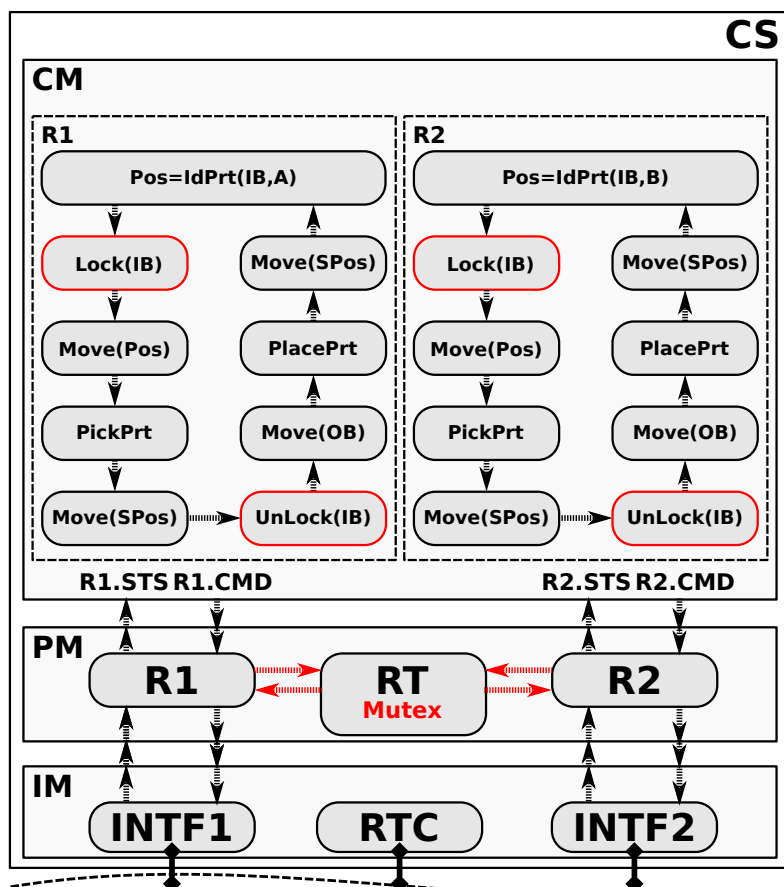 CS
CM
R1
Pos=IdPrt(IB,A)
Lock(IB)
Move(SPos)
Move(Pos)
PlacePrt
PickPrt
Move(OB)
Move(SPos)
UnLock(IB)
R2
Pos=IdPrt(IB,B)
Lock(IB)
Move(SPos)
Move(Pos)
PlacePrt
PickPrt
Move(OB)
Move(SPos)
UnLock(IB)
R1.STS R1.CMD
R2.STS R2.CMD
PM
R1
RT
Mutex
R2
IM
INTF1
RTC
INTF2